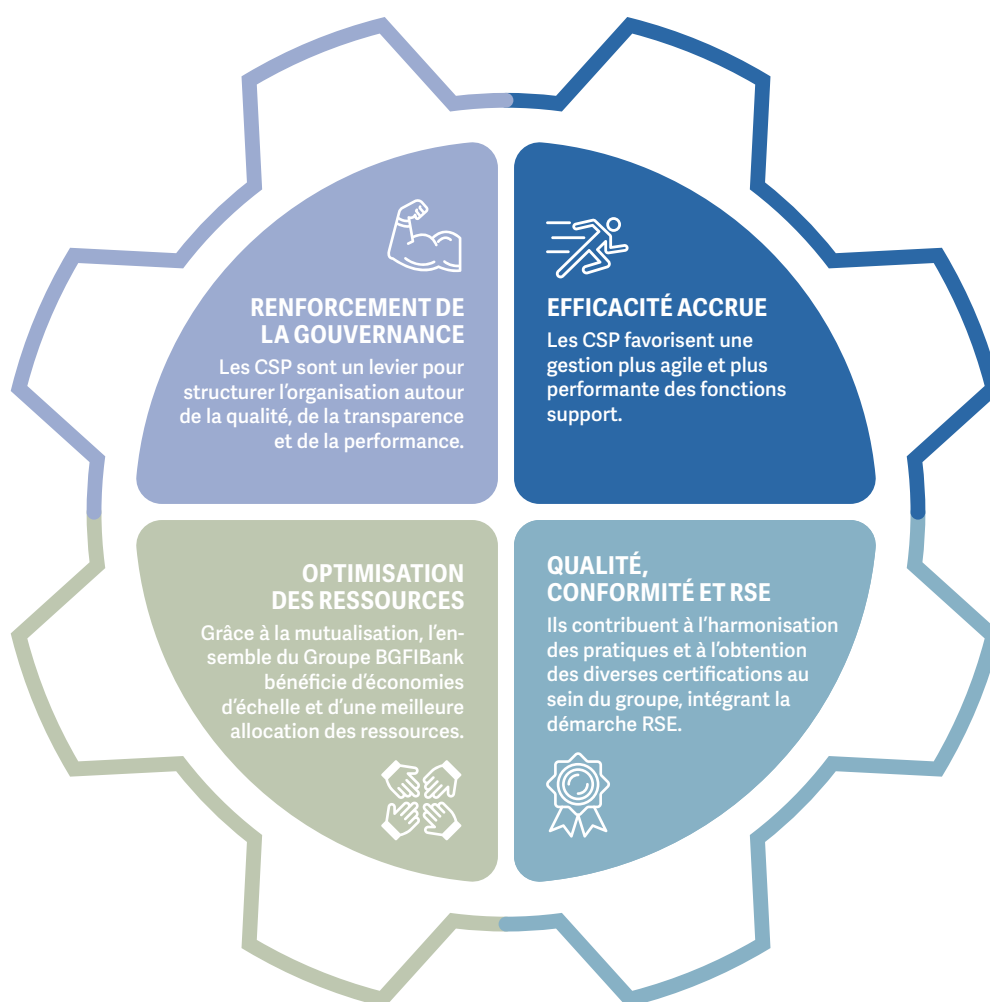 RENFORCEMENT DE
LA GOUVERNANCE
Les CSP sont un levier pour
structurer l’organisation autour
de la qualité, de la transparence
et de la performance.
EFFICACITÉ ACCRUE
Les CSP favorisent une
gestion plus agile et plus
performante des fonctions
support.
OPTIMISATION
DES RESSOURCES
Grâce à la mutualisation, l’en-
semble du Groupe BGFIBank
bénéficie d’économies
d’échelle et d’une meilleure
allocation des ressources.
QUALITÉ,
CONFORMITÉ ET RSE
Ils contribuent à l’harmonisation
des pratiques et à l’obtention
des diverses certifications au
sein du groupe, intégrant la
démarche RSE.